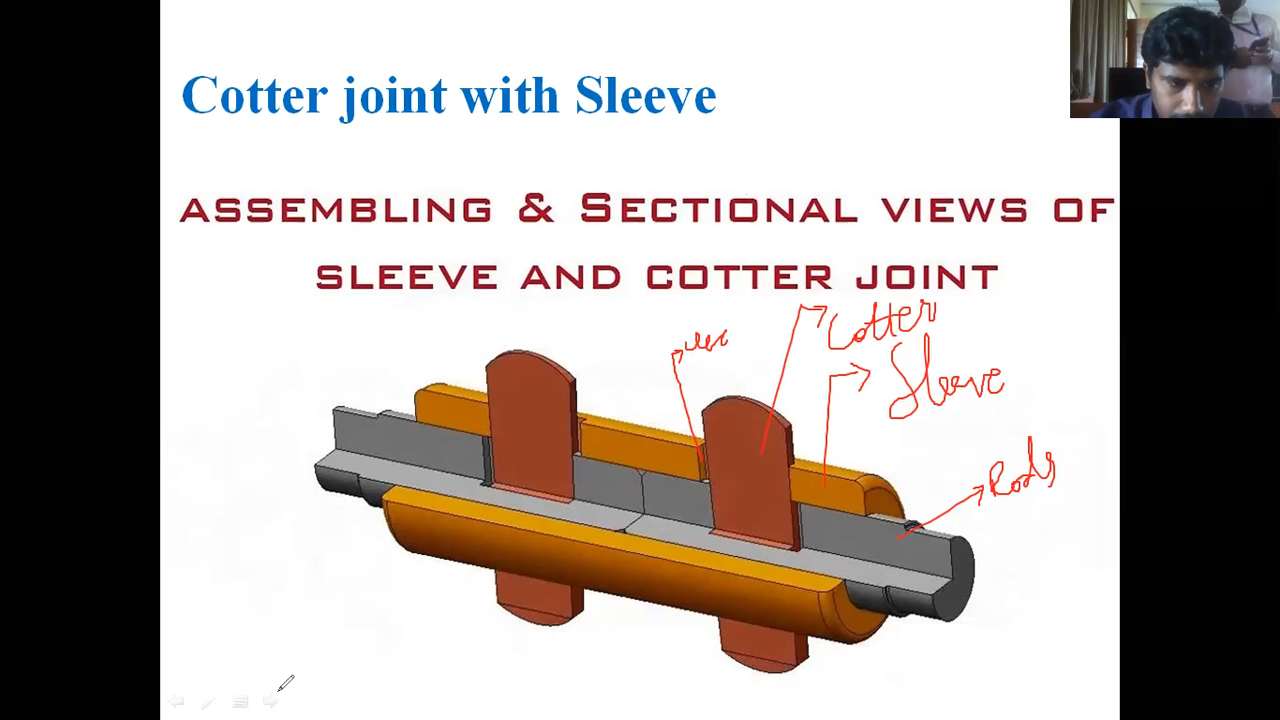 Cotter joint with Sleeve
ASSEMBLING & SECTIONAL VIEWS OF
SLEEVE AND COTTER JOINT
Cotter
Sleeve
Rods